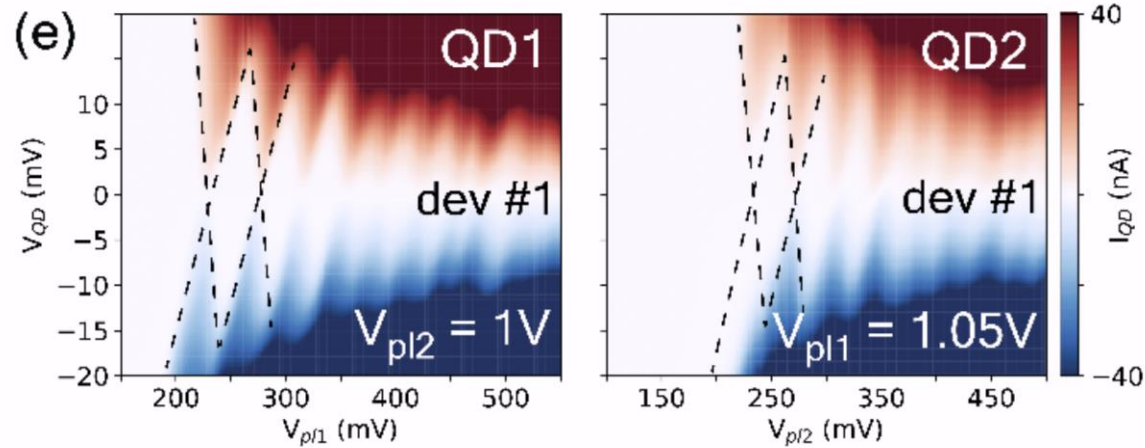 (e)
QD1
QD2
dev #1
dev #1
V_pl2 = 1V
V_pl1 = 1.05V
V_QD (mV)
10
5
0
−5
−10
−15
−20
200
300
400
500
V_pl1 (mV)
150
250
350
450
V_pl2 (mV)
40
−40
I_QD (nA)